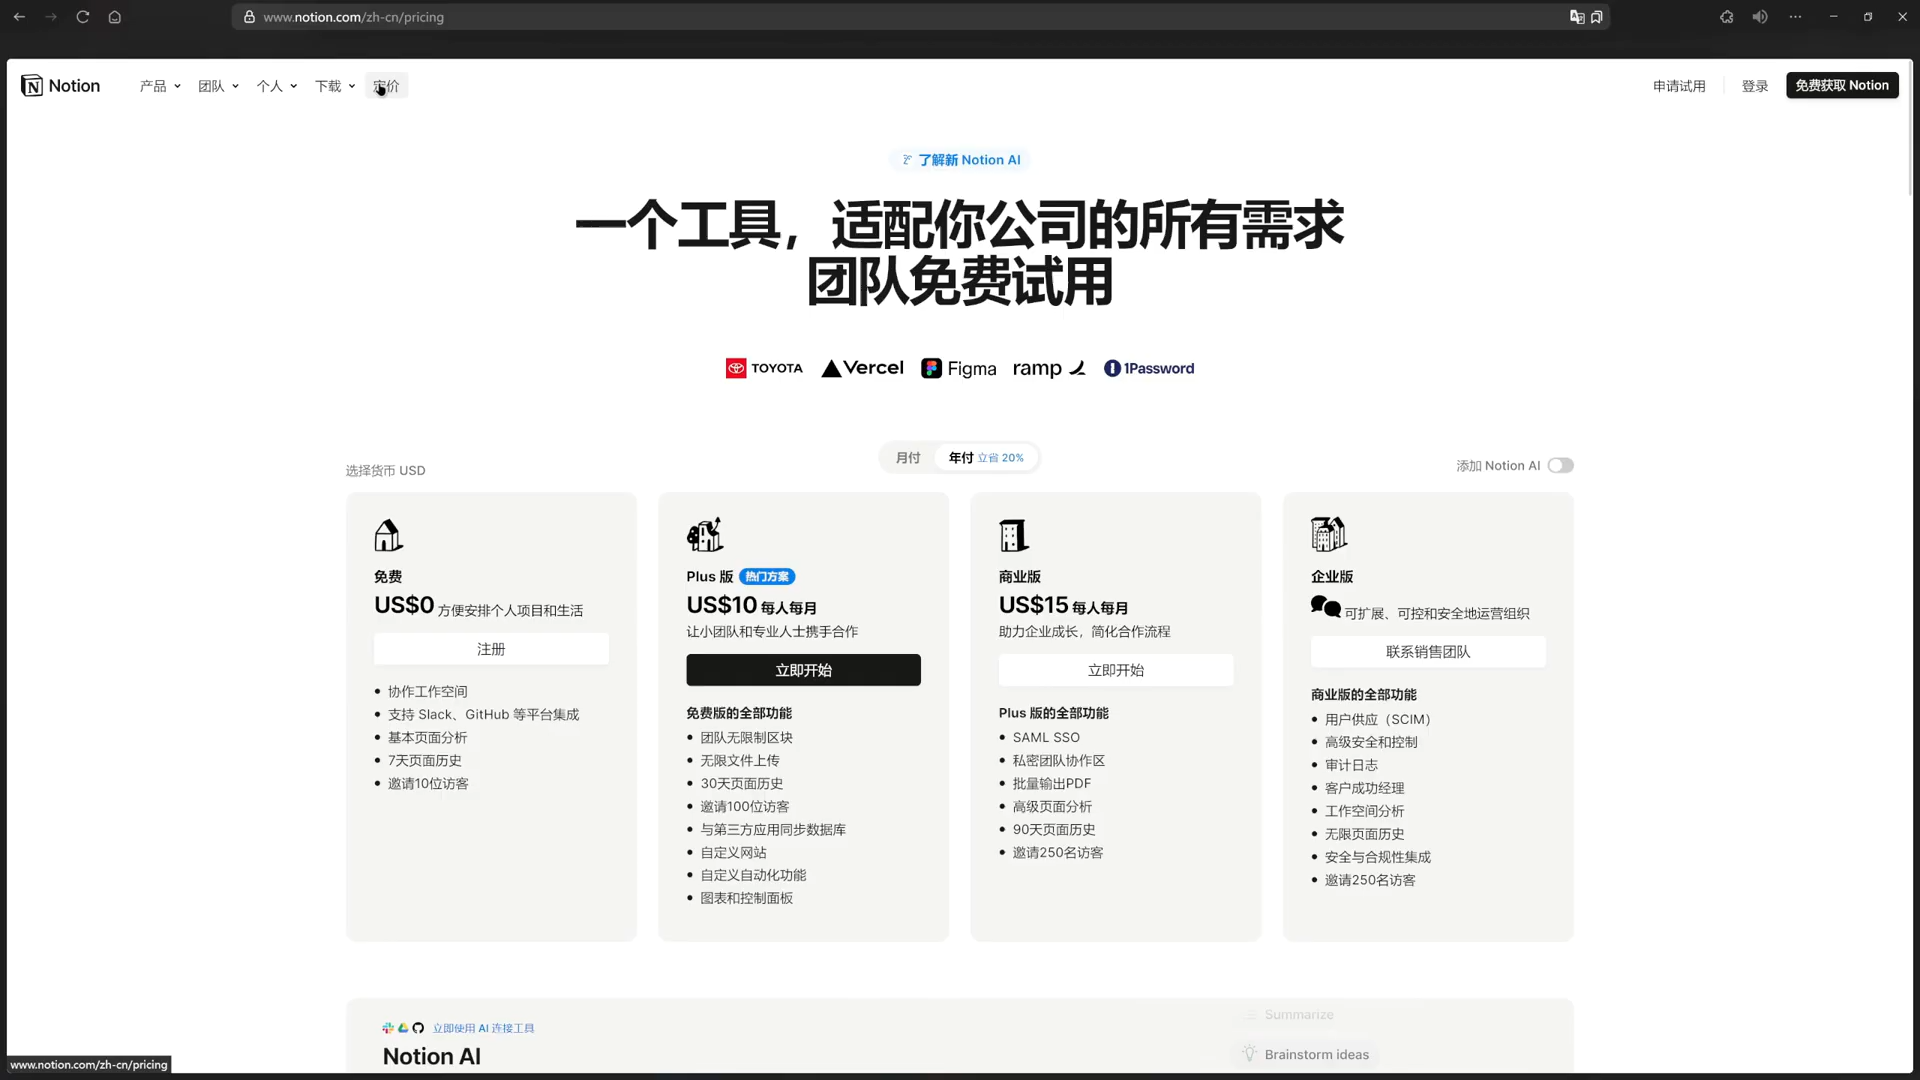 www.notion.com/zh-cn/pricing
Notion
产品
团队
个人
下载
定价
申请试用
登录
免费获取 Notion
了解新 Notion AI
一个工具，适配你公司的所有需求
团队免费试用
TOYOTA
Vercel
Figma
ramp
1Password
选择货币 USD
月付
年付 立省 20%
添加 Notion AI
免费
US$0 方便安排个人项目和生活
注册
协作工作空间
支持 Slack、GitHub 等平台集成
基本页面分析
7天页面历史
邀请10位访客
Plus 版 热门方案
US$10 每人每月
让小团队和专业人士携手合作
立即开始
免费版的全部功能
团队无限制区块
无限文件上传
30天页面历史
邀请100位访客
与第三方应用同步数据库
自定义网站
自定义自动化功能
图表和控制面板
商业版
US$15 每人每月
助力企业成长，简化合作流程
立即开始
Plus 版的全部功能
SAML SSO
私密团队协作区
批量输出PDF
高级页面分析
90天页面历史
邀请250名访客
企业版
可扩展、可控和安全地运营组织
联系销售团队
商业版的全部功能
用户供应（SCIM）
高级安全和控制
审计日志
客户成功经理
工作空间分析
无限页面历史
安全与合规性集成
邀请250名访客
立即使用 AI 连接工具
Notion AI
Summarize
Brainstorm ideas
www.notion.com/zh-cn/pricing